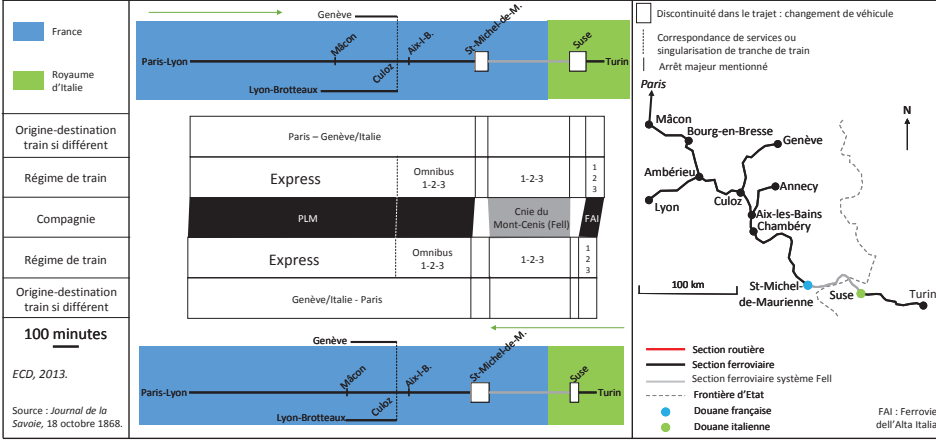 France
Royaume
d'Italie
Genève
Mâcon
Aix-l-B.
St-Michel-de-M.
Suse
Paris-Lyon
Culoz
Turin
Lyon-Brotteaux
Origine-destination
train si différent
Paris – Genève/Italie
Régime de train
Express
Omnibus
1-2-3
1-2-3
1
2
3
Compagnie
PLM
Cnie du
Mont-Cenis (Fell)
FAI
Régime de train
Express
Omnibus
1-2-3
1-2-3
1
2
3
Origine-destination
train si différent
Genève/Italie - Paris
100 minutes
ECD, 2013.
Source : Journal de la
Savoie, 18 octobre 1868.
Genève
Mâcon
Aix-l-B.
St-Michel-de-M.
Suse
Paris-Lyon
Culoz
Turin
Lyon-Brotteaux
Discontinuité dans le trajet : changement de véhicule
Correspondance de services ou
singularisation de tranche de train
Arrêt majeur mentionné
Paris
N
Mâcon
Bourg-en-Bresse
Genève
Ambérieu
Annecy
Lyon
Culoz
Aix-les-Bains
Chambéry
100 km
St-Michel-
de-Maurienne
Suse
Turin
Section routière
Section ferroviaire
Section ferroviaire système Fell
Frontière d'Etat
Douane française
Douane italienne
FAI : Ferrovie
dell'Alta Italia